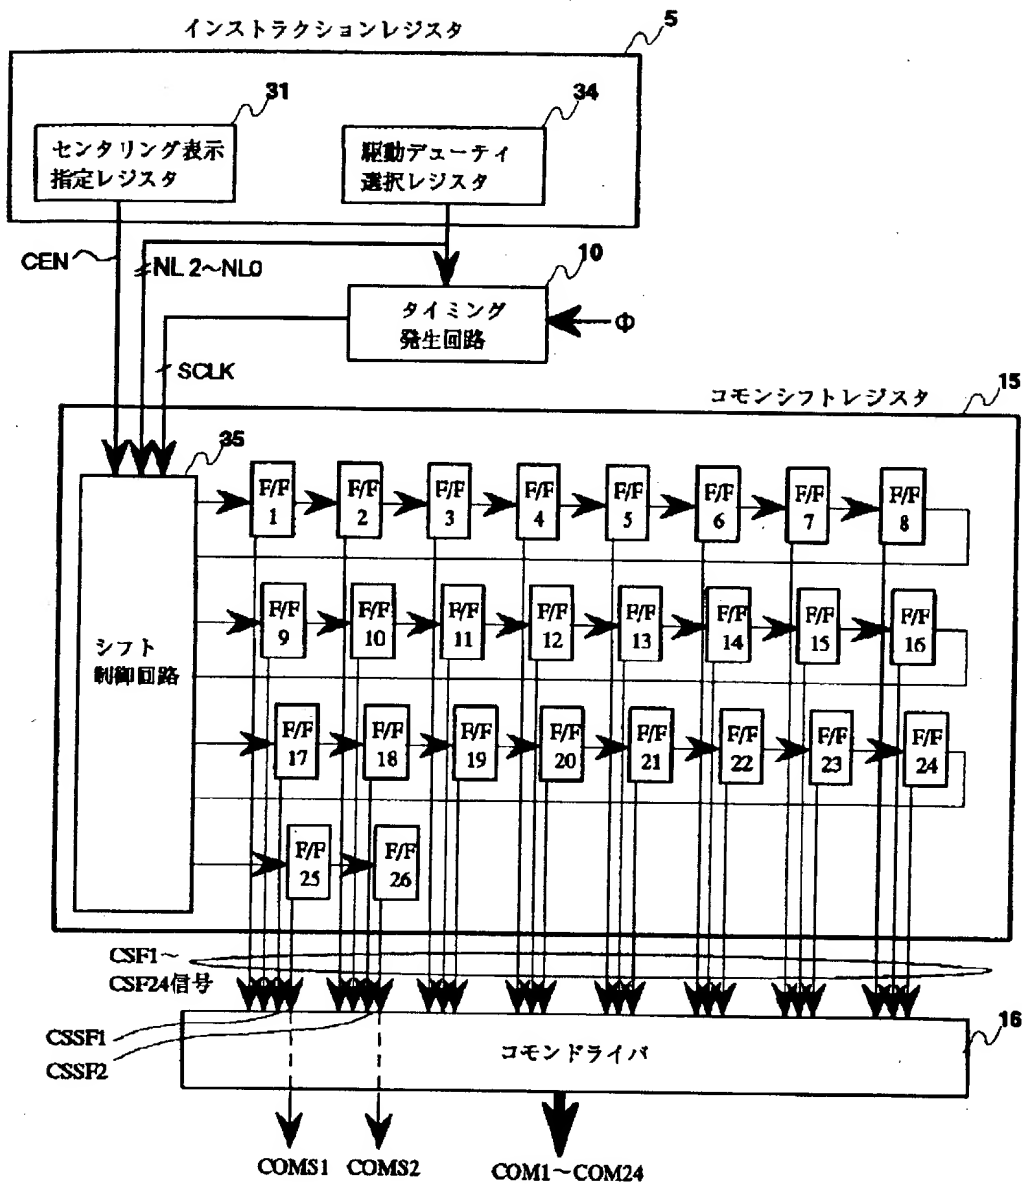 インストラクションレジスタ
5
31
34
センタリング表示
指定レジスタ
駆動デューティ
選択レジスタ
CEN
NL2～NL0
10
タイミング
発生回路
Φ
SCLK
コモンシフトレジスタ
15
35
シフト
制御回路
F/F
1
F/F
2
F/F
3
F/F
4
F/F
5
F/F
6
F/F
7
F/F
8
F/F
9
F/F
10
F/F
11
F/F
12
F/F
13
F/F
14
F/F
15
F/F
16
F/F
17
F/F
18
F/F
19
F/F
20
F/F
21
F/F
22
F/F
23
F/F
24
F/F
25
F/F
26
CSF1～
CSF24信号
CSSF1
CSSF2
コモンドライバ
16
COMS1
COMS2
COM1～COM24